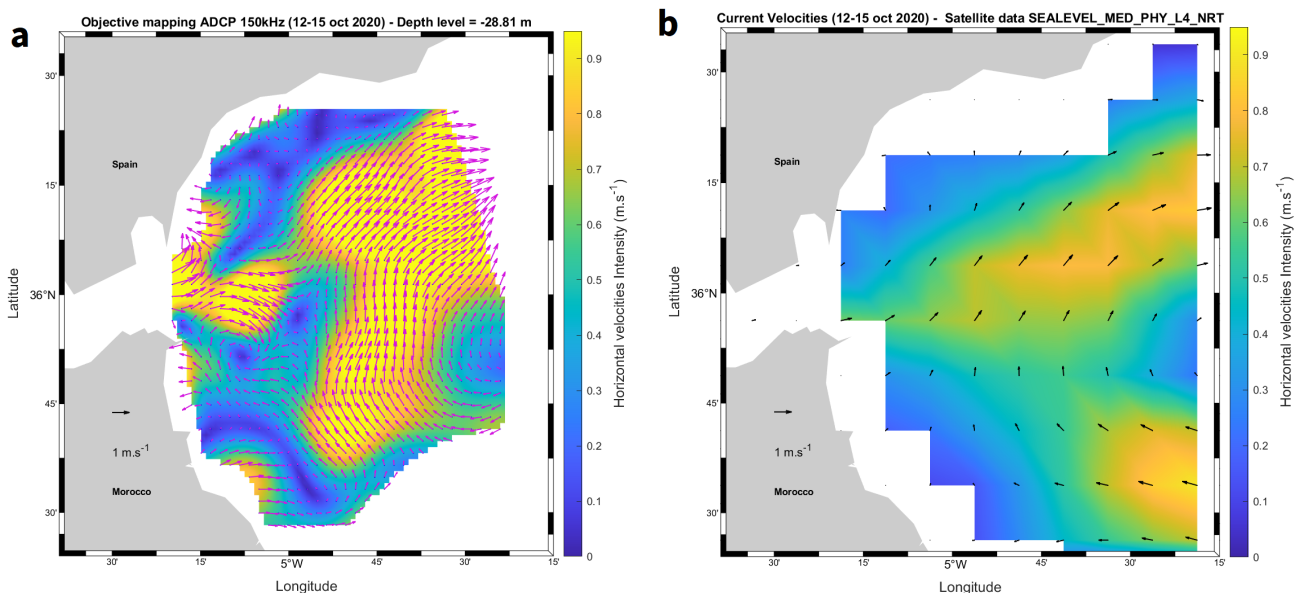 a
Objective mapping ADCP 150kHz (12-15 oct 2020) - Depth level = -28.81 m
30'
Spain
15'
Latitude
36°N
45'
1 m.s-1
Morocco
30'
30'
15'
5°W
45'
30'
15'
Longitude
0.9
0.8
0.7
0.6
0.5
0.4
0.3
0.2
0.1
0
Horizontal velocities Intensity (m.s-1)
b
Current Velocities (12-15 oct 2020) - Satellite data SEALEVEL_MED_PHY_L4_NRT
30'
Spain
15'
Latitude
36°N
45'
1 m.s-1
Morocco
30'
30'
15'
5°W
45'
30'
15'
Longitude
0.9
0.8
0.7
0.6
0.5
0.4
0.3
0.2
0.1
0
Horizontal velocities Intensity (m.s-1)